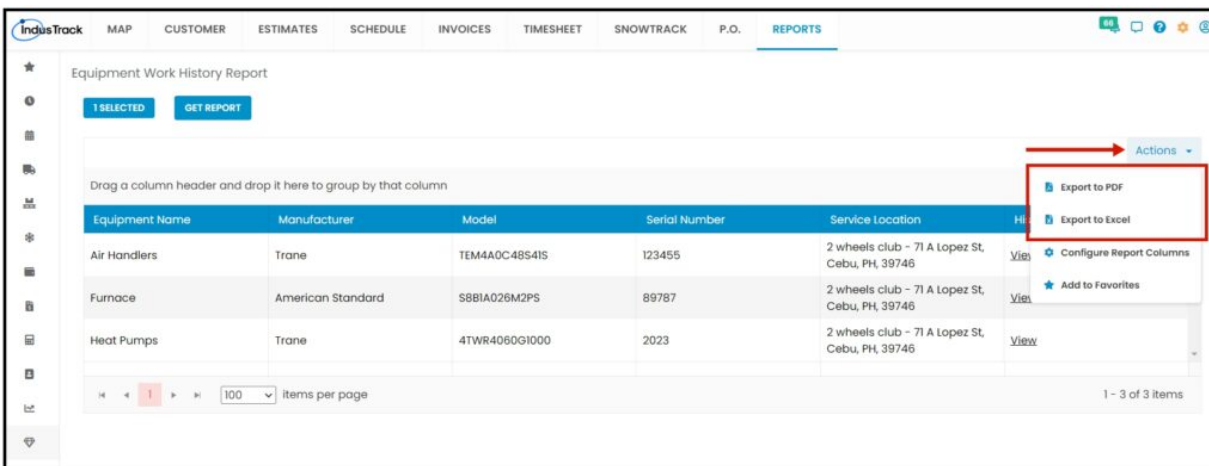 IndusTrack MAP CUSTOMER ESTIMATES SCHEDULE INVOICES TIMESHEET SNOWTRACK P.O. REPORTS 66
Equipment Work History Report
1 SELECTED GET REPORT
Actions
Drag a column header and drop it here to group by that column
Export to PDF
Export to Excel
Configure Report Columns
Add to Favorites
Equipment Name Manufacturer Model Serial Number Service Location
Air Handlers Trane TEM4A0C48S41S 123455 2 wheels club - 71 A Lopez St,
Cebu, PH, 39746
Furnace American Standard S8B1A026M2PS 89787 2 wheels club - 71 A Lopez St,
Cebu, PH, 39746
Heat Pumps Trane 4TWR4060G1000 2023 2 wheels club - 71 A Lopez St,
Cebu, PH, 39746 View
1 100 items per page 1 - 3 of 3 items